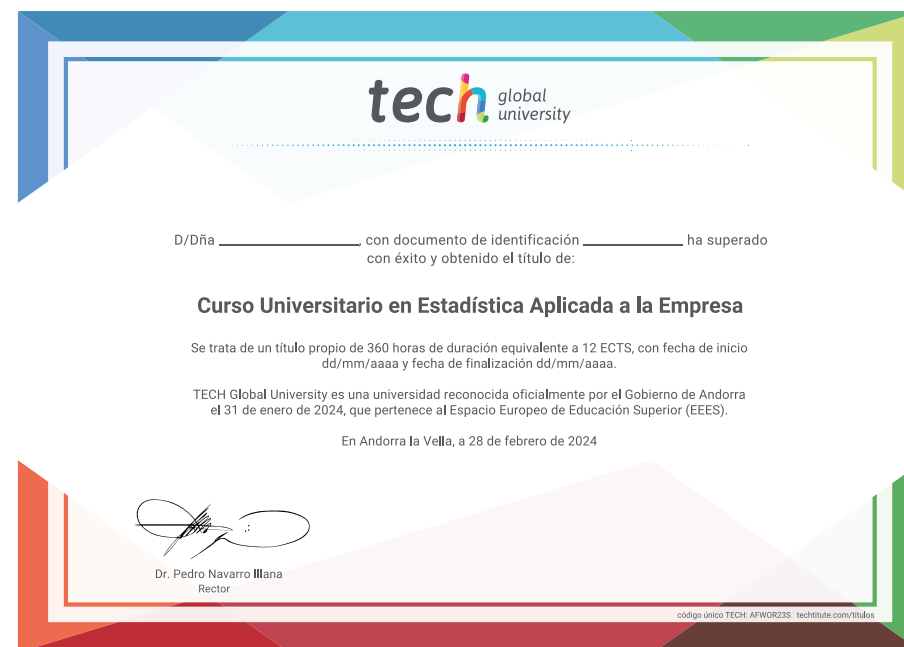 tech global university
D/Dña ____________________, con documento de identificación ______________ ha superado
con éxito y obtenido el título de:
Curso Universitario en Estadística Aplicada a la Empresa
Se trata de un título propio de 360 horas de duración equivalente a 12 ECTS, con fecha de inicio
dd/mm/aaaa y fecha de finalización dd/mm/aaaa.
TECH Global University es una universidad reconocida oficialmente por el Gobierno de Andorra
el 31 de enero de 2024, que pertenece al Espacio Europeo de Educación Superior (EEES).
En Andorra la Vella, a 28 de febrero de 2024
Dr. Pedro Navarro Illana
Rector
código único TECH: AFWOR23S techtitute.com/titulos